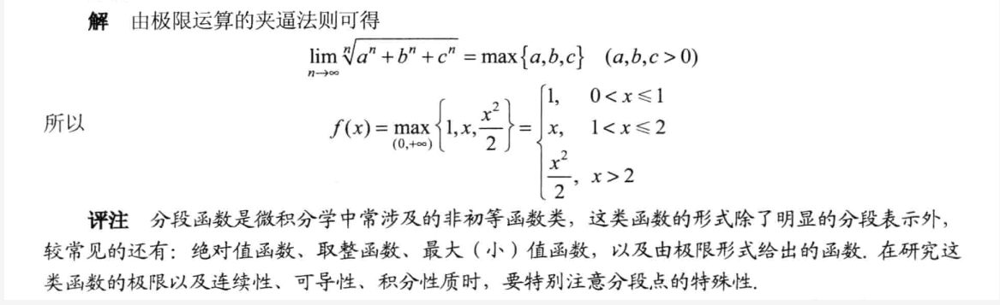 解 由极限运算的夹逼法则可得
$\lim\limits_{n\to\infty}\sqrt[n]{a^n+b^n+c^n}=\max\{a,b,c\}\quad(a,b,c>0)$
所以 $f(x)=\max\limits_{(0,+\infty)}\left\{1,x,\dfrac{x^2}{2}\right\}=\begin{cases}1, & 0<x\leqslant 1\\ x, & 1<x\leqslant 2\\ \dfrac{x^2}{2}, & x>2\end{cases}$
评注 分段函数是微积分学中常涉及的非初等函数类，这类函数的形式除了明显的分段表示外，
较常见的还有：绝对值函数、取整函数、最大（小）值函数，以及由极限形式给出的函数. 在研究这
类函数的极限以及连续性、可导性、积分性质时，要特别注意分段点的特殊性.